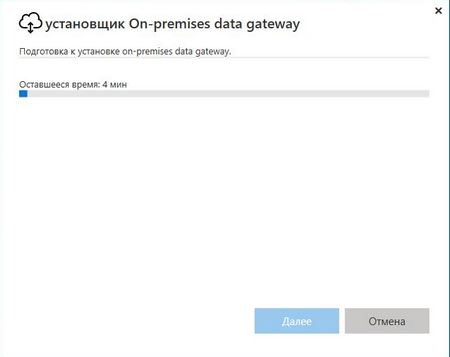 установщик On-premises data gateway
Подготовка к установке on-premises data gateway.
Оставшееся время: 4 мин
Далее
Отмена